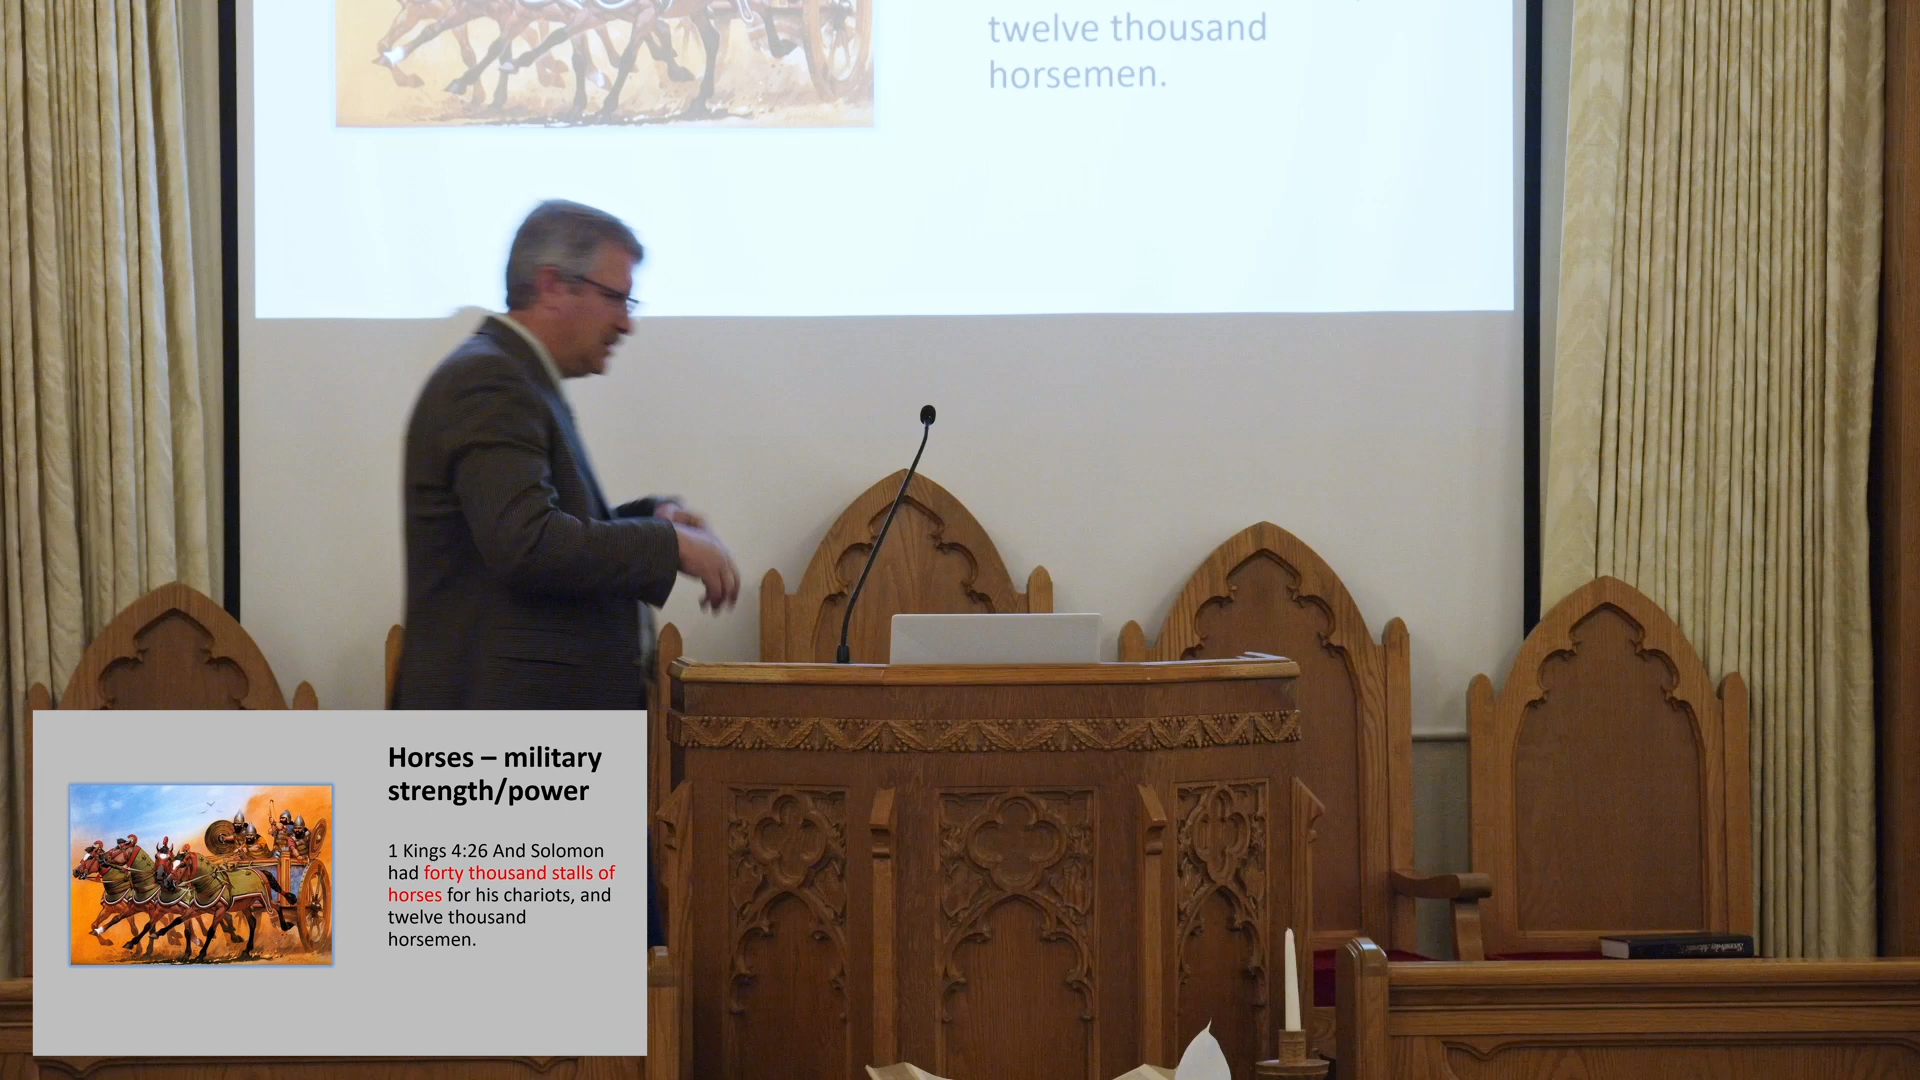 twelve thousand
horsemen.
Horses – military
strength/power
1 Kings 4:26 And Solomon
had forty thousand stalls of
horses for his chariots, and
twelve thousand
horsemen.